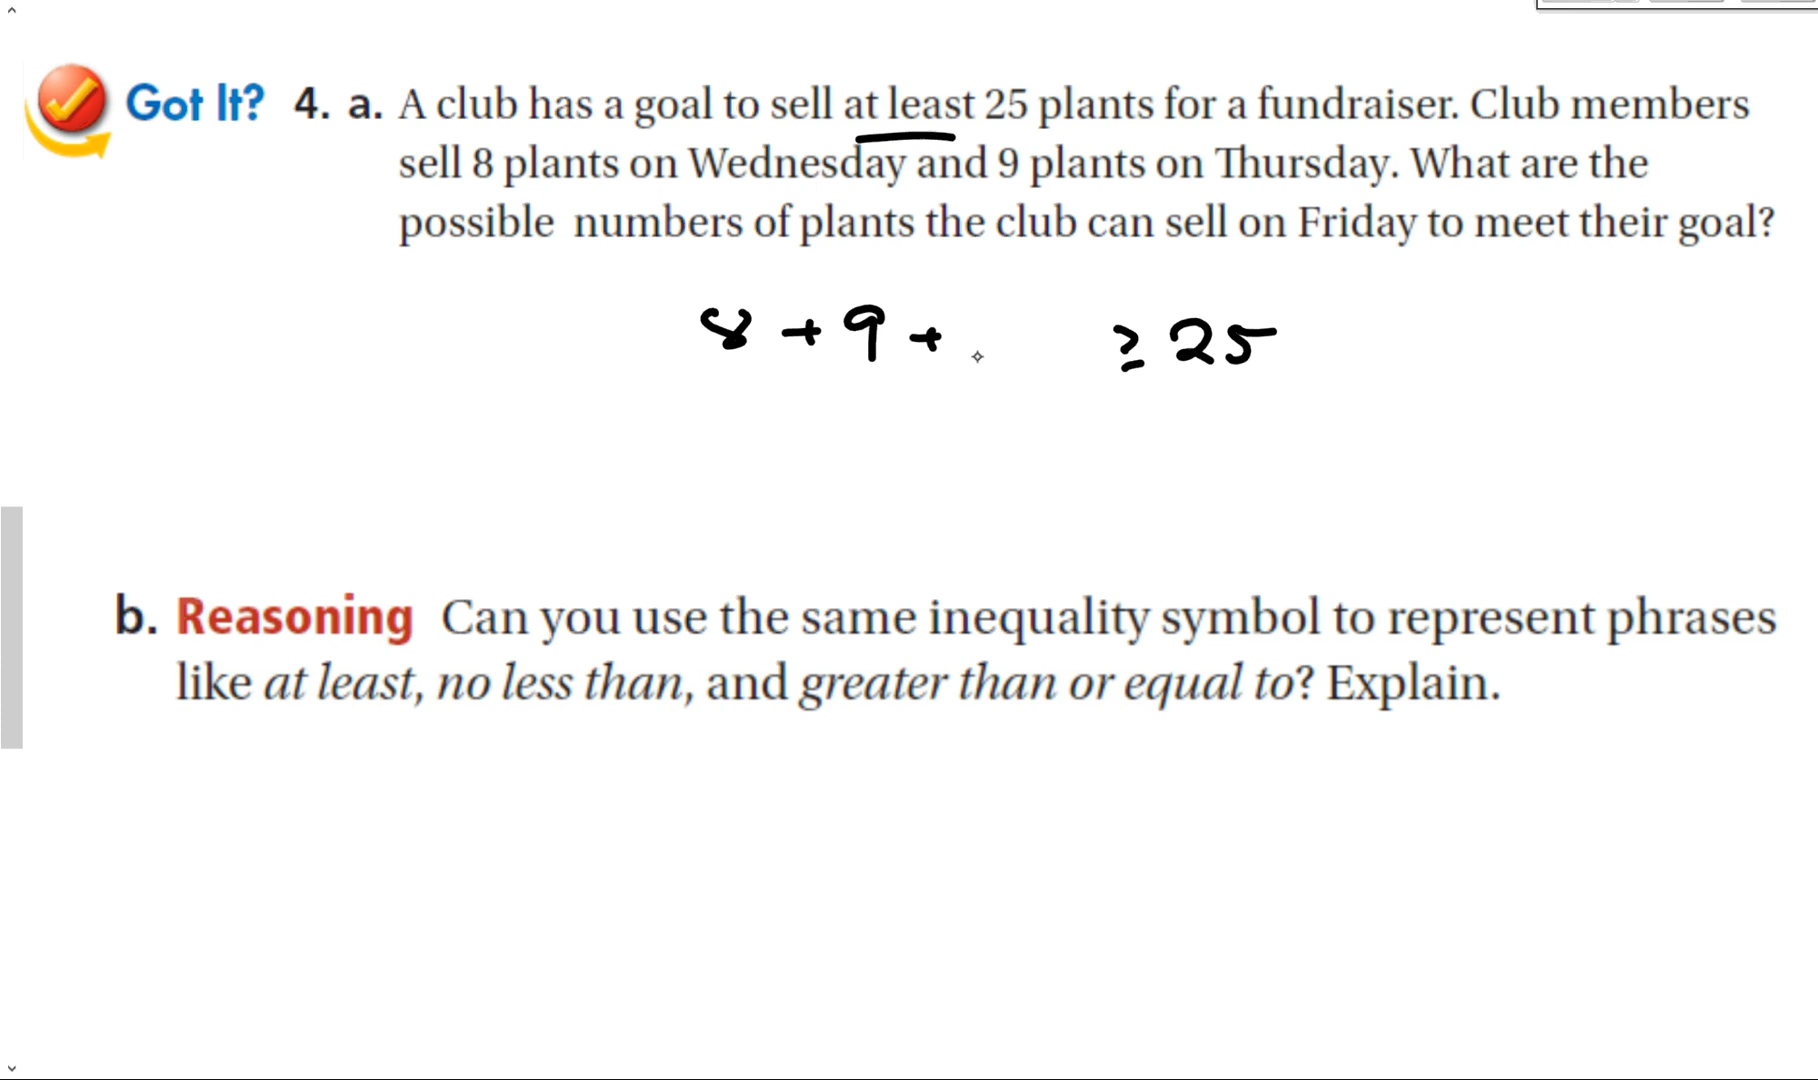 Got It? 4. a. A club has a goal to sell at least 25 plants for a fundraiser. Club members
sell 8 plants on Wednesday and 9 plants on Thursday. What are the
possible numbers of plants the club can sell on Friday to meet their goal?
8 + 9 + ≥ 25
b. Reasoning Can you use the same inequality symbol to represent phrases
like at least, no less than, and greater than or equal to? Explain.